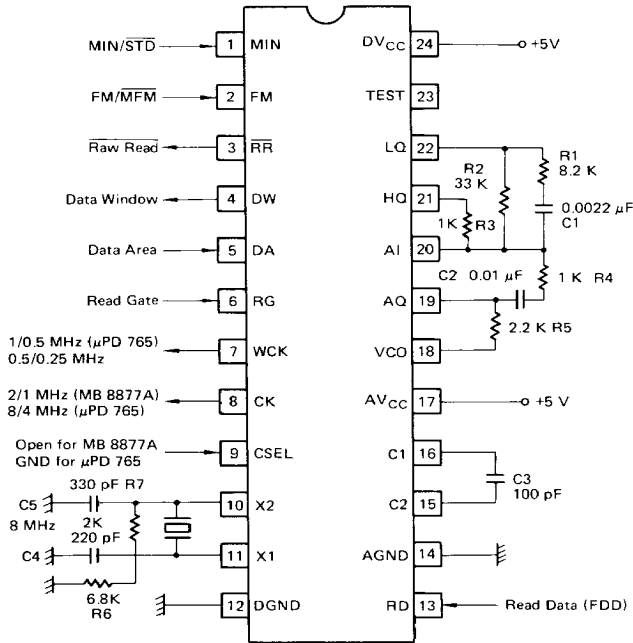 MIN/STD 1 MIN DVCC 24 +5V
FM/MFM 2 FM TEST 23
Raw Read 3 RR LQ 22
R2 33 K
R1 8.2 K
Data Window 4 DW HQ 21
1K R3
0.0022 μF C1
Data Area 5 DA AI 20
C2 0.01 μF
1 K R4
Read Gate 6 RG AQ 19
2.2 K R5
1/0.5 MHz (μPD 765)
0.5/0.25 MHz
7 WCK VCO 18
2/1 MHz (MB 8877A)
8/4 MHz (μPD 765)
8 CK AVCC 17 +5 V
Open for MB 8877A
GND for μPD 765
9 CSEL C1 16
C3
100 pF
330 pF R7
C5
10 X2 C2 15
8 MHz 2K
220 pF
C4
11 X1 AGND 14
6.8K
R6
12 DGND RD 13 Read Data (FDD)